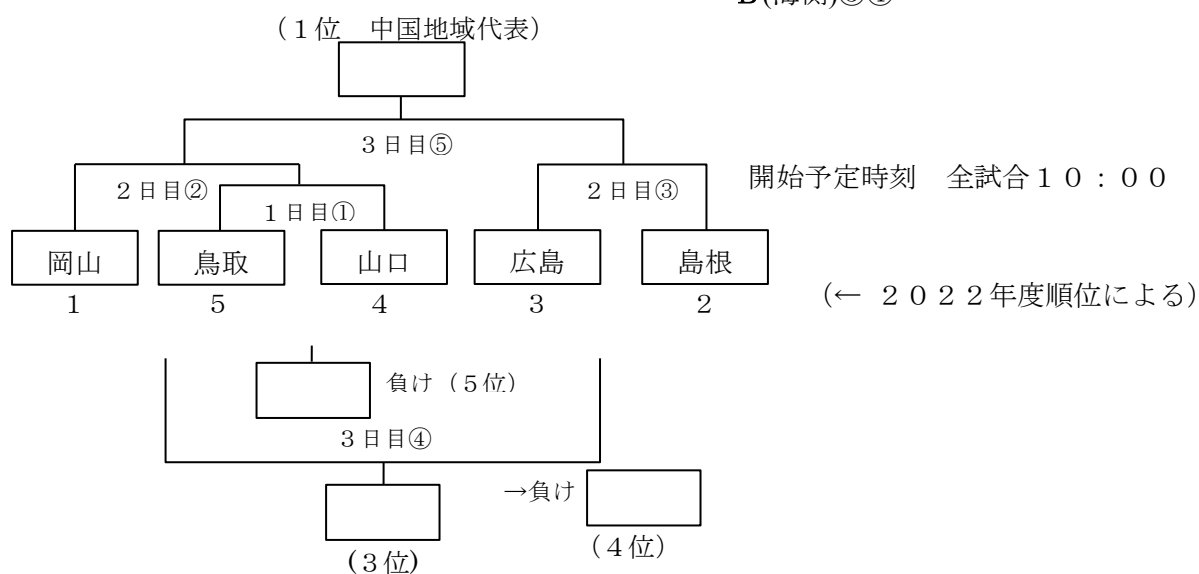 (1位　中国地域代表)
3日目⑤
2日目②
2日目③
開始予定時刻　全試合10：00
1日目①
岡山 鳥取 山口 広島 島根
1 5 4 3 2
(← 2022年度順位による)
負け（5位）
3日目④
→負け
(3位)
(4位)